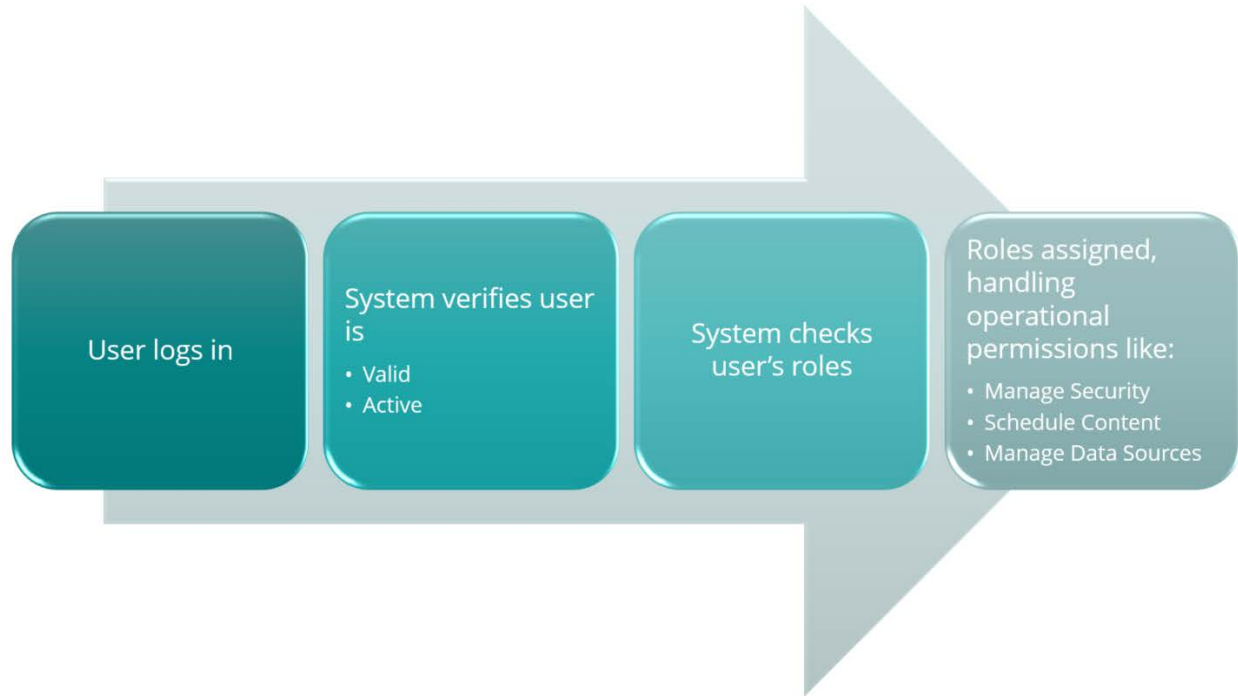 User logs in
System verifies user
is
• Valid
• Active
System checks
user’s roles
Roles assigned,
handling
operational
permissions like:
• Manage Security
• Schedule Content
• Manage Data Sources